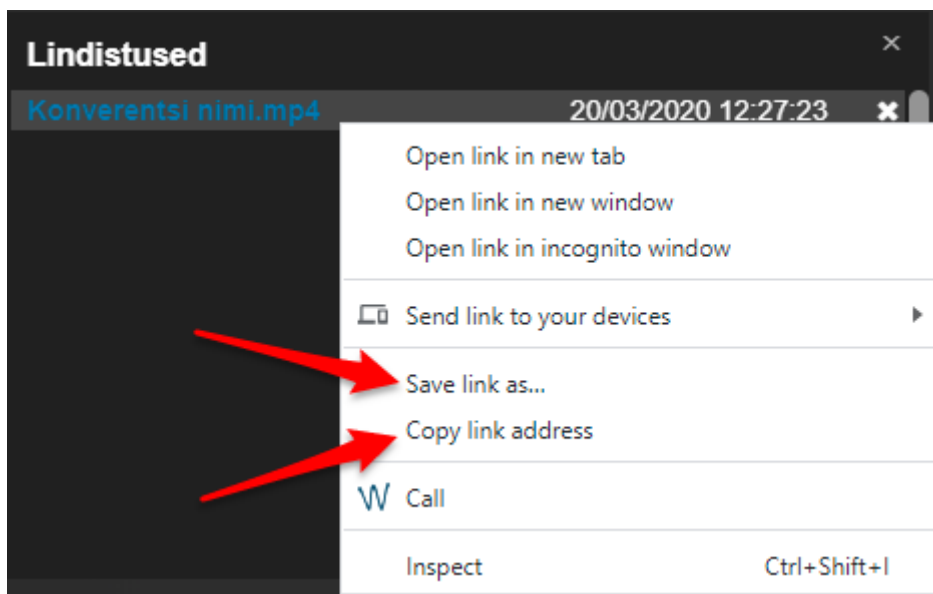 Lindistused
Konverentsi nimi.mp4 20/03/2020 12:27:23
Open link in new tab
Open link in new window
Open link in incognito window
Send link to your devices
Save link as...
Copy link address
Call
Inspect Ctrl+Shift+I